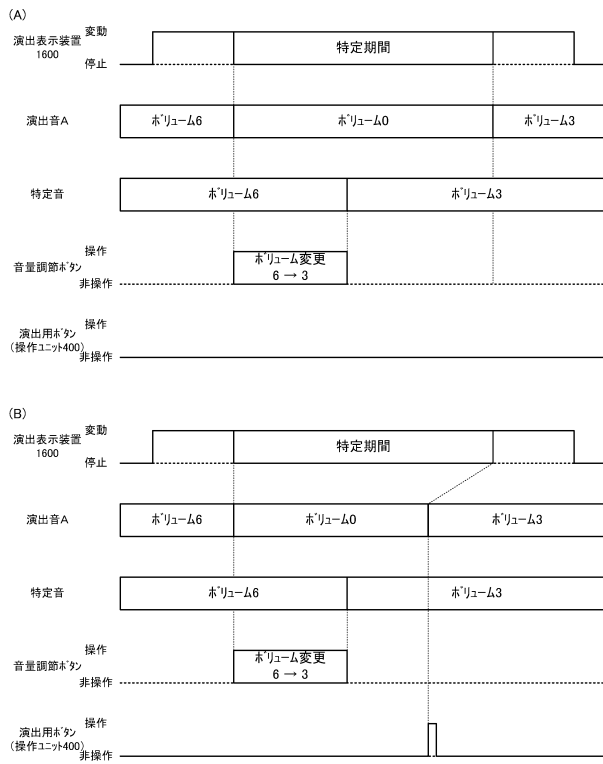 (A)
変動
演出表示装置
1600
特定期間
停止
演出音A
ボリューム6
ボリューム0
ボリューム3
特定音
ボリューム6
ボリューム3
操作
ボリューム変更
6 → 3
音量調節ボタン
非操作
操作
演出用ボタン
(操作ユニット400)
非操作
(B)
変動
演出表示装置
1600
特定期間
停止
演出音A
ボリューム6
ボリューム0
ボリューム3
特定音
ボリューム6
ボリューム3
操作
ボリューム変更
6 → 3
音量調節ボタン
非操作
操作
演出用ボタン
(操作ユニット400)
非操作